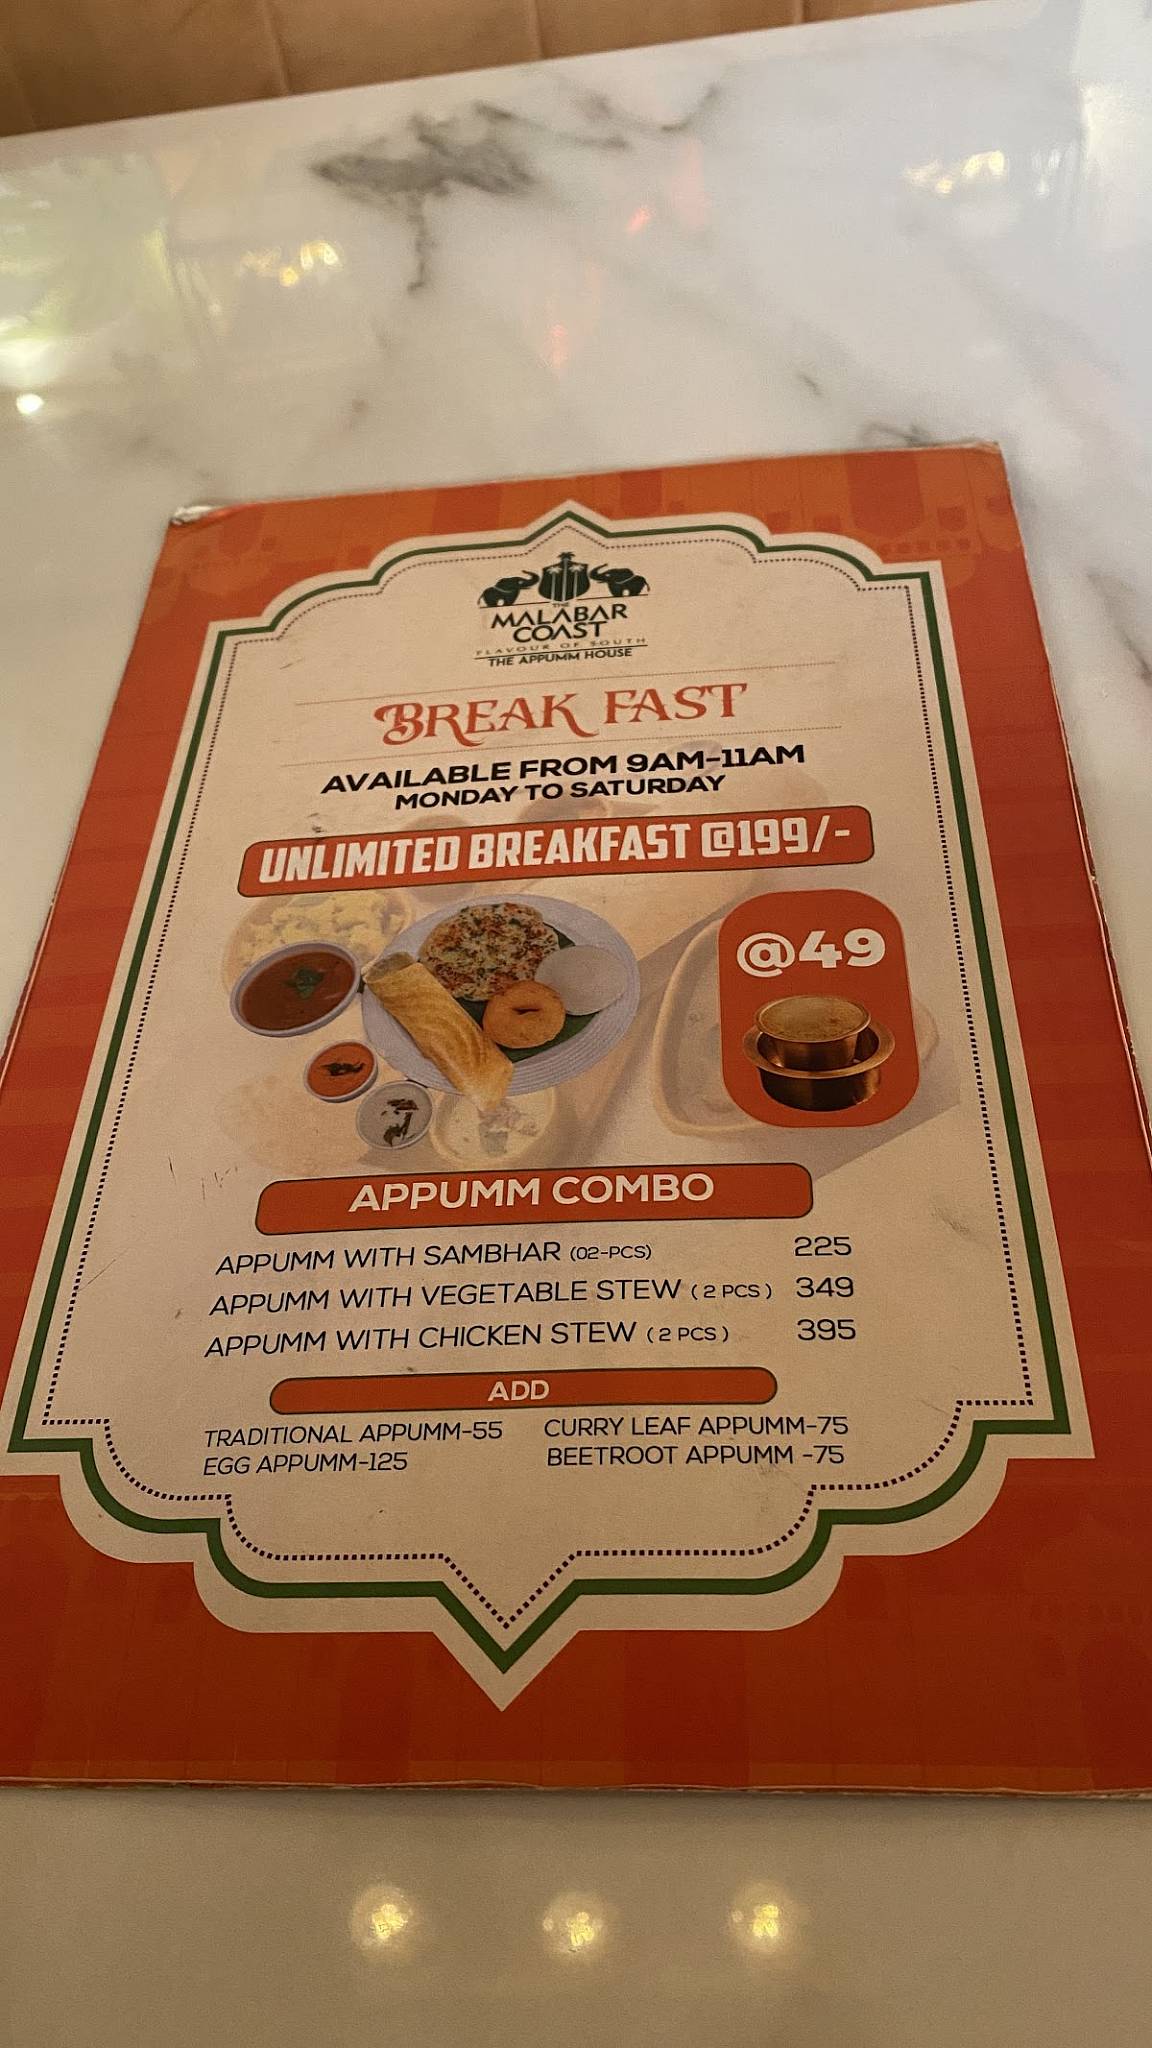 THE
MALABAR
COAST
FLAVOUR OF SOUTH
THE APPUMM HOUSE
BREAK FAST
AVAILABLE FROM 9AM-11AM
MONDAY TO SATURDAY
UNLIMITED BREAKFAST @199/-
@49
APPUMM COMBO
APPUMM WITH SAMBHAR (02-PCS) 225
APPUMM WITH VEGETABLE STEW ( 2 PCS ) 349
APPUMM WITH CHICKEN STEW ( 2 PCS ) 395
ADD
TRADITIONAL APPUMM-55 CURRY LEAF APPUMM-75
EGG APPUMM-125 BEETROOT APPUMM -75